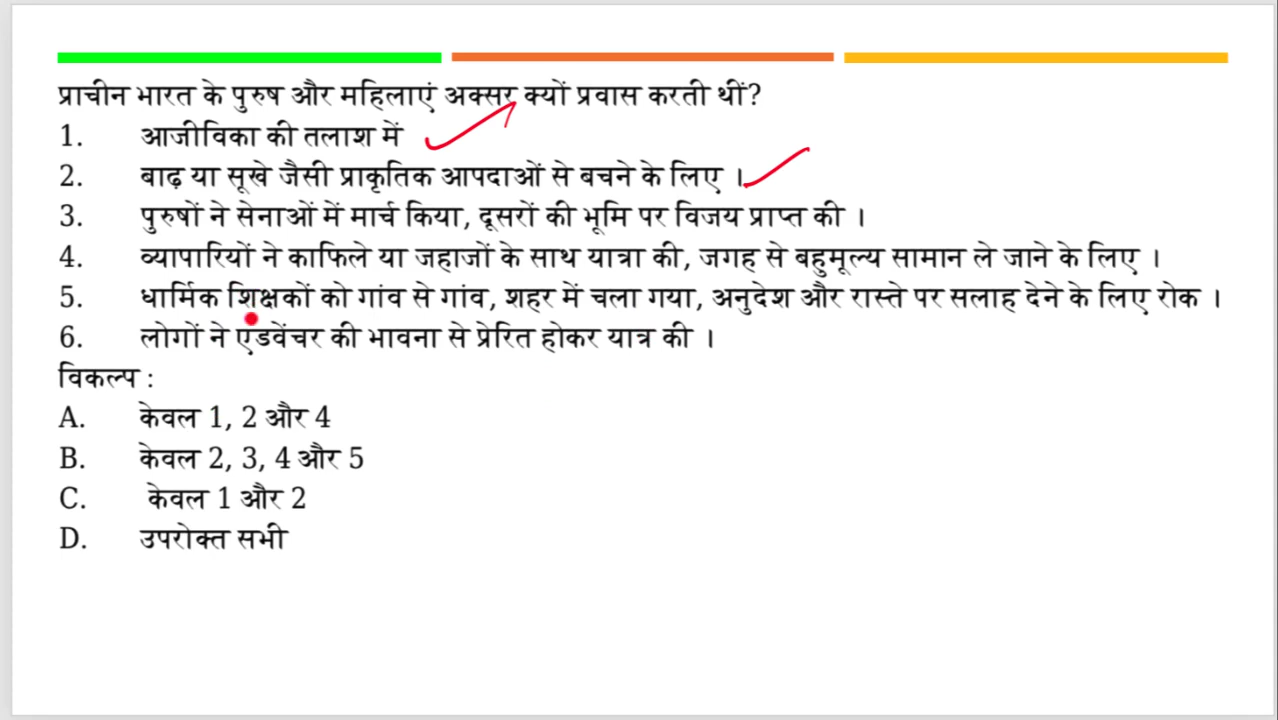 प्राचीन भारत के पुरुष और महिलाएं अक्सर क्यों प्रवास करती थीं?
1. आजीविका की तलाश में
2. बाढ़ या सूखे जैसी प्राकृतिक आपदाओं से बचने के लिए ।
3. पुरुषों ने सेनाओं में मार्च किया, दूसरों की भूमि पर विजय प्राप्त की ।
4. व्यापारियों ने काफिले या जहाजों के साथ यात्रा की, जगह से बहुमूल्य सामान ले जाने के लिए ।
5. धार्मिक शिक्षकों को गांव से गांव, शहर में चला गया, अनुदेश और रास्ते पर सलाह देने के लिए रोक ।
6. लोगों ने एडवेंचर की भावना से प्रेरित होकर यात्र की ।
विकल्प :
A. केवल 1, 2 और 4
B. केवल 2, 3, 4 और 5
C. केवल 1 और 2
D. उपरोक्त सभी